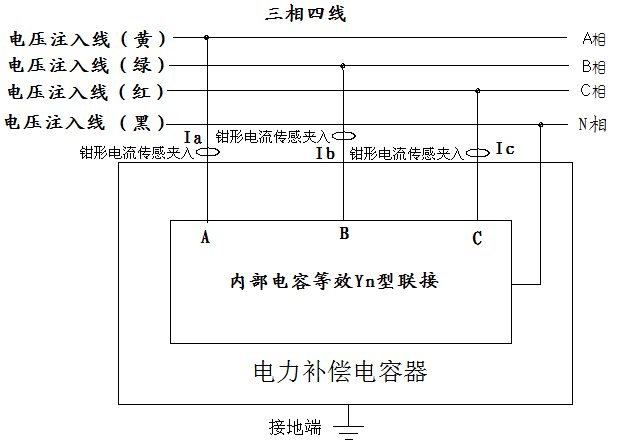 三相四线
电压注入线（黄） A相
电压注入线（绿） B相
电压注入线（红） C相
电压注入线（黑） N相
钳形电流传感夹入 Ia
钳形电流传感夹入 Ib
钳形电流传感夹入 Ic
A B C
内部电容等效Yn型联接
电力补偿电容器
接地端